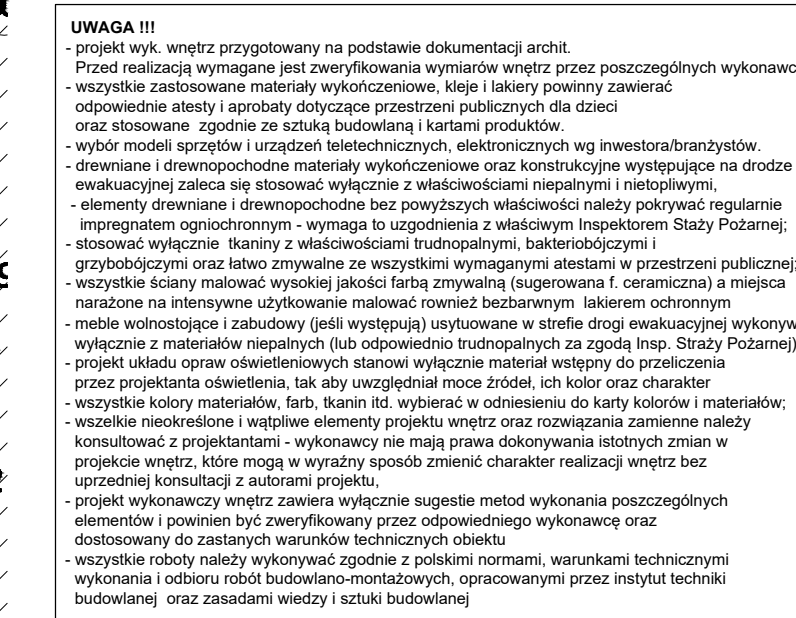 UWAGA !!!
- projekt wyk. wnętrz przygotowany na podstawie dokumentacji archit.
Przed realizacją wymagane jest zweryfikowania wymiarów wnętrz przez poszczególnych wykonawc
- wszystkie zastosowane materiały wykończeniowe, kleje i lakiery powinny zawierać
odpowiednie atesty i aprobaty dotyczące przestrzeni publicznych dla dzieci
oraz stosowane zgodnie ze sztuką budowlaną i kartami produktów.
- wybór modeli sprzętów i urządzeń teletechnicznych, elektronicznych wg inwestora/branżystów.
- drewniane i drewnopochodne materiały wykończeniowe oraz konstrukcyjne występujące na drodze
ewakuacyjnej zaleca się stosować wyłącznie z właściwościami niepalnymi i nietopliwymi,
- elementy drewniane i drewnopochodne bez powyższych właściwości należy pokrywać regularnie
impregnatem ogniochronnym - wymaga to uzgodnienia z właściwym Inspektorem Staży Pożarnej;
- stosować wyłącznie tkaniny z właściwościami trudnopalnymi, bakteriobójczymi i
grzybobójczymi oraz łatwo zmywalne ze wszystkimi wymaganymi atestami w przestrzeni publicznej;
- wszystkie ściany malować wysokiej jakości farbą zmywalną (sugerowana f. ceramiczna) a miejsca
narażone na intensywne użytkowanie malować rownież bezbarwnym lakierem ochronnym
- meble wolnostojące i zabudowy (jeśli występują) usytuowane w strefie drogi ewakuacyjnej wykonyw
wyłącznie z materiałów niepalnych (lub odpowiednio trudnopalnych za zgodą Insp. Straży Pożarnej)
- projekt układu opraw oświetleniowych stanowi wyłącznie materiał wstępny do przeliczenia
przez projektanta oświetlenia, tak aby uwzględniał moce źródeł, ich kolor oraz charakter
- wszystkie kolory materiałów, farb, tkanin itd. wybierać w odniesieniu do karty kolorów i materiałów;
- wszelkie nieokreślone i wątpliwe elementy projektu wnętrz oraz rozwiązania zamienne należy
konsultować z projektantami - wykonawcy nie mają prawa dokonywania istotnych zmian w
projekcie wnętrz, które mogą w wyraźny sposób zmienić charakter realizacji wnętrz bez
uprzedniej konsultacji z autorami projektu,
- projekt wykonawczy wnętrz zawiera wyłącznie sugestie metod wykonania poszczególnych
elementów i powinien być zweryfikowany przez odpowiedniego wykonawcę oraz
dostosowany do zastanych warunków technicznych obiektu
- wszystkie roboty należy wykonywać zgodnie z polskimi normami, warunkami technicznymi
wykonania i odbioru robót budowlano-montażowych, opracowanymi przez instytut techniki
budowlanej oraz zasadami wiedzy i sztuki budowlanej